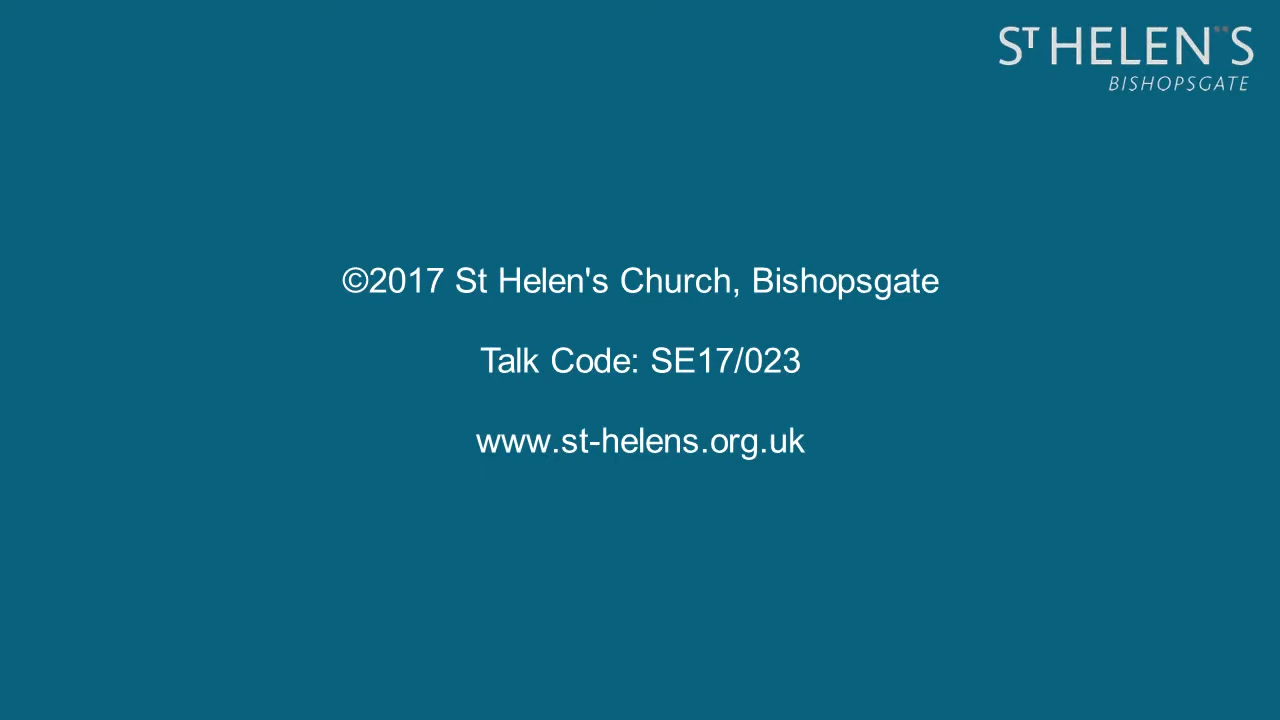 ST HELEN'S
BISHOPSGATE
©2017 St Helen's Church, Bishopsgate
Talk Code: SE17/023
www.st-helens.org.uk